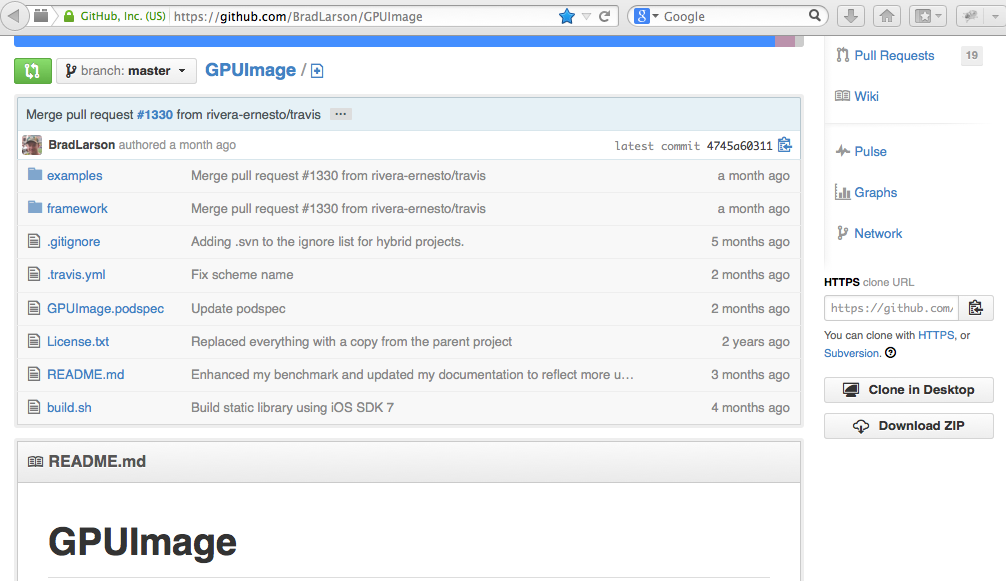 GitHub, Inc. (US) https://github.com/BradLarson/GPUImage
8 Google
branch: master GPUImage /
Merge pull request #1330 from rivera-ernesto/travis ...
BradLarson authored a month ago latest commit 4745a60311
examples Merge pull request #1330 from rivera-ernesto/travis a month ago
framework Merge pull request #1330 from rivera-ernesto/travis a month ago
.gitignore Adding .svn to the ignore list for hybrid projects. 5 months ago
.travis.yml Fix scheme name 2 months ago
GPUImage.podspec Update podspec 2 months ago
License.txt Replaced everything with a copy from the parent project 2 years ago
README.md Enhanced my benchmark and updated my documentation to reflect more u… 3 months ago
build.sh Build static library using iOS SDK 7 4 months ago
README.md
GPUImage
Pull Requests 19
Wiki
Pulse
Graphs
Network
HTTPS clone URL
https://github.com/
You can clone with HTTPS, or
Subversion. ?
Clone in Desktop
Download ZIP